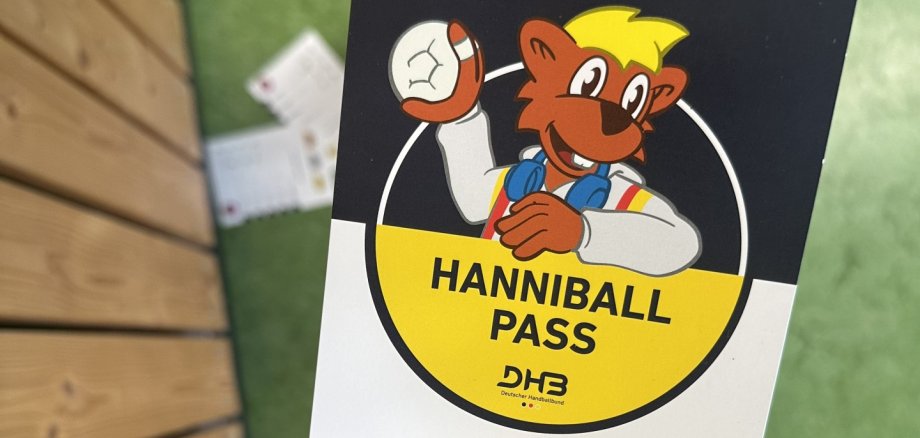 HANNIBALL
PASS
DHB
Deutscher Handballbund